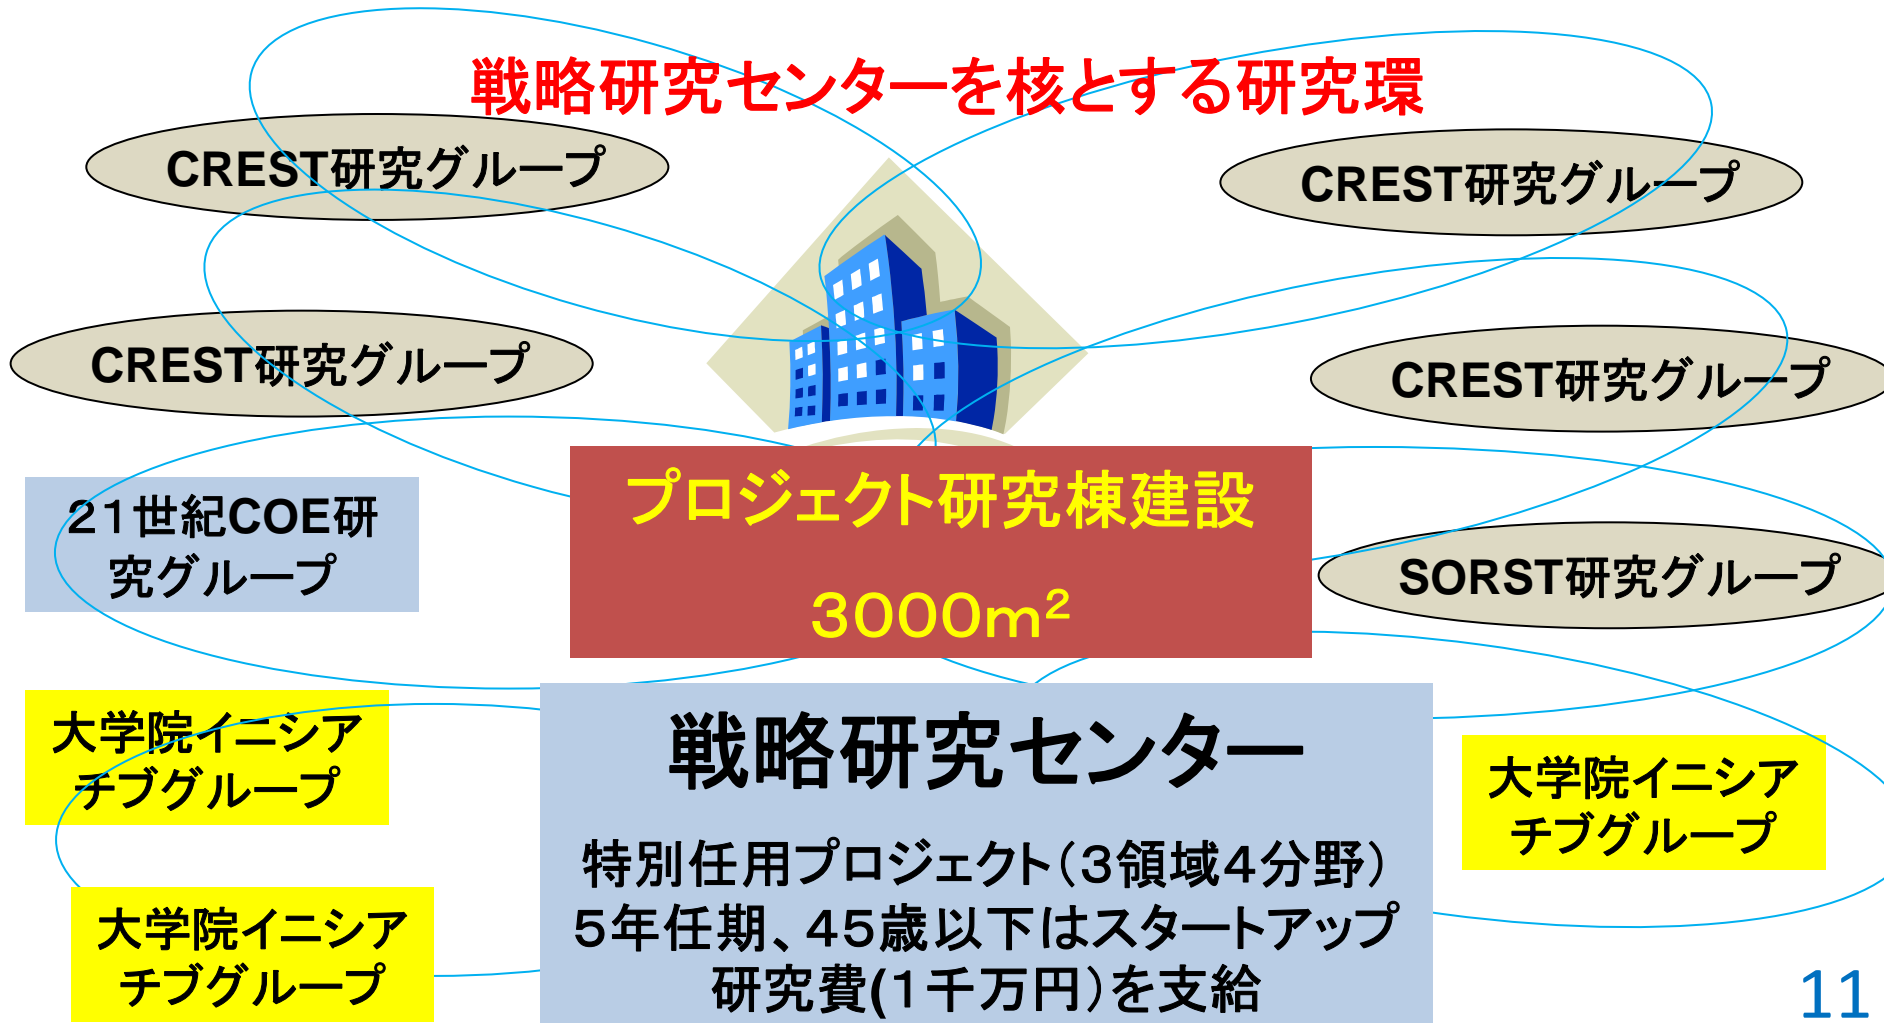 戦略研究センターを核とする研究環
CREST研究グループ
CREST研究グループ
CREST研究グループ
CREST研究グループ
プロジェクト研究棟建設
3000m²
21世紀COE研
究グループ
SORST研究グループ
大学院イニシア
チブグループ
戦略研究センター
特別任用プロジェクト(3領域4分野)
5年任期、45歳以下はスタートアップ
研究費(1千万円)を支給
大学院イニシア
チブグループ
大学院イニシア
チブグループ
11